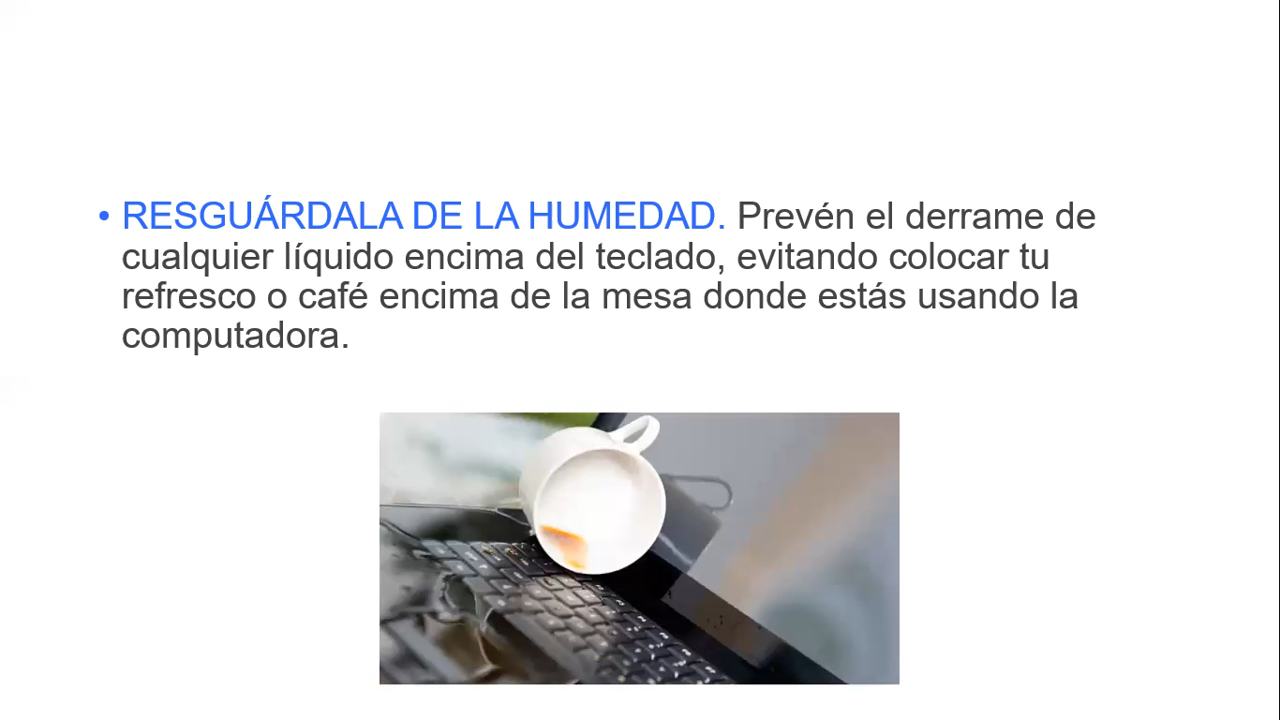 • RESGUÁRDALA DE LA HUMEDAD. Prevén el derrame de
cualquier líquido encima del teclado, evitando colocar tu
refresco o café encima de la mesa donde estás usando la
computadora.